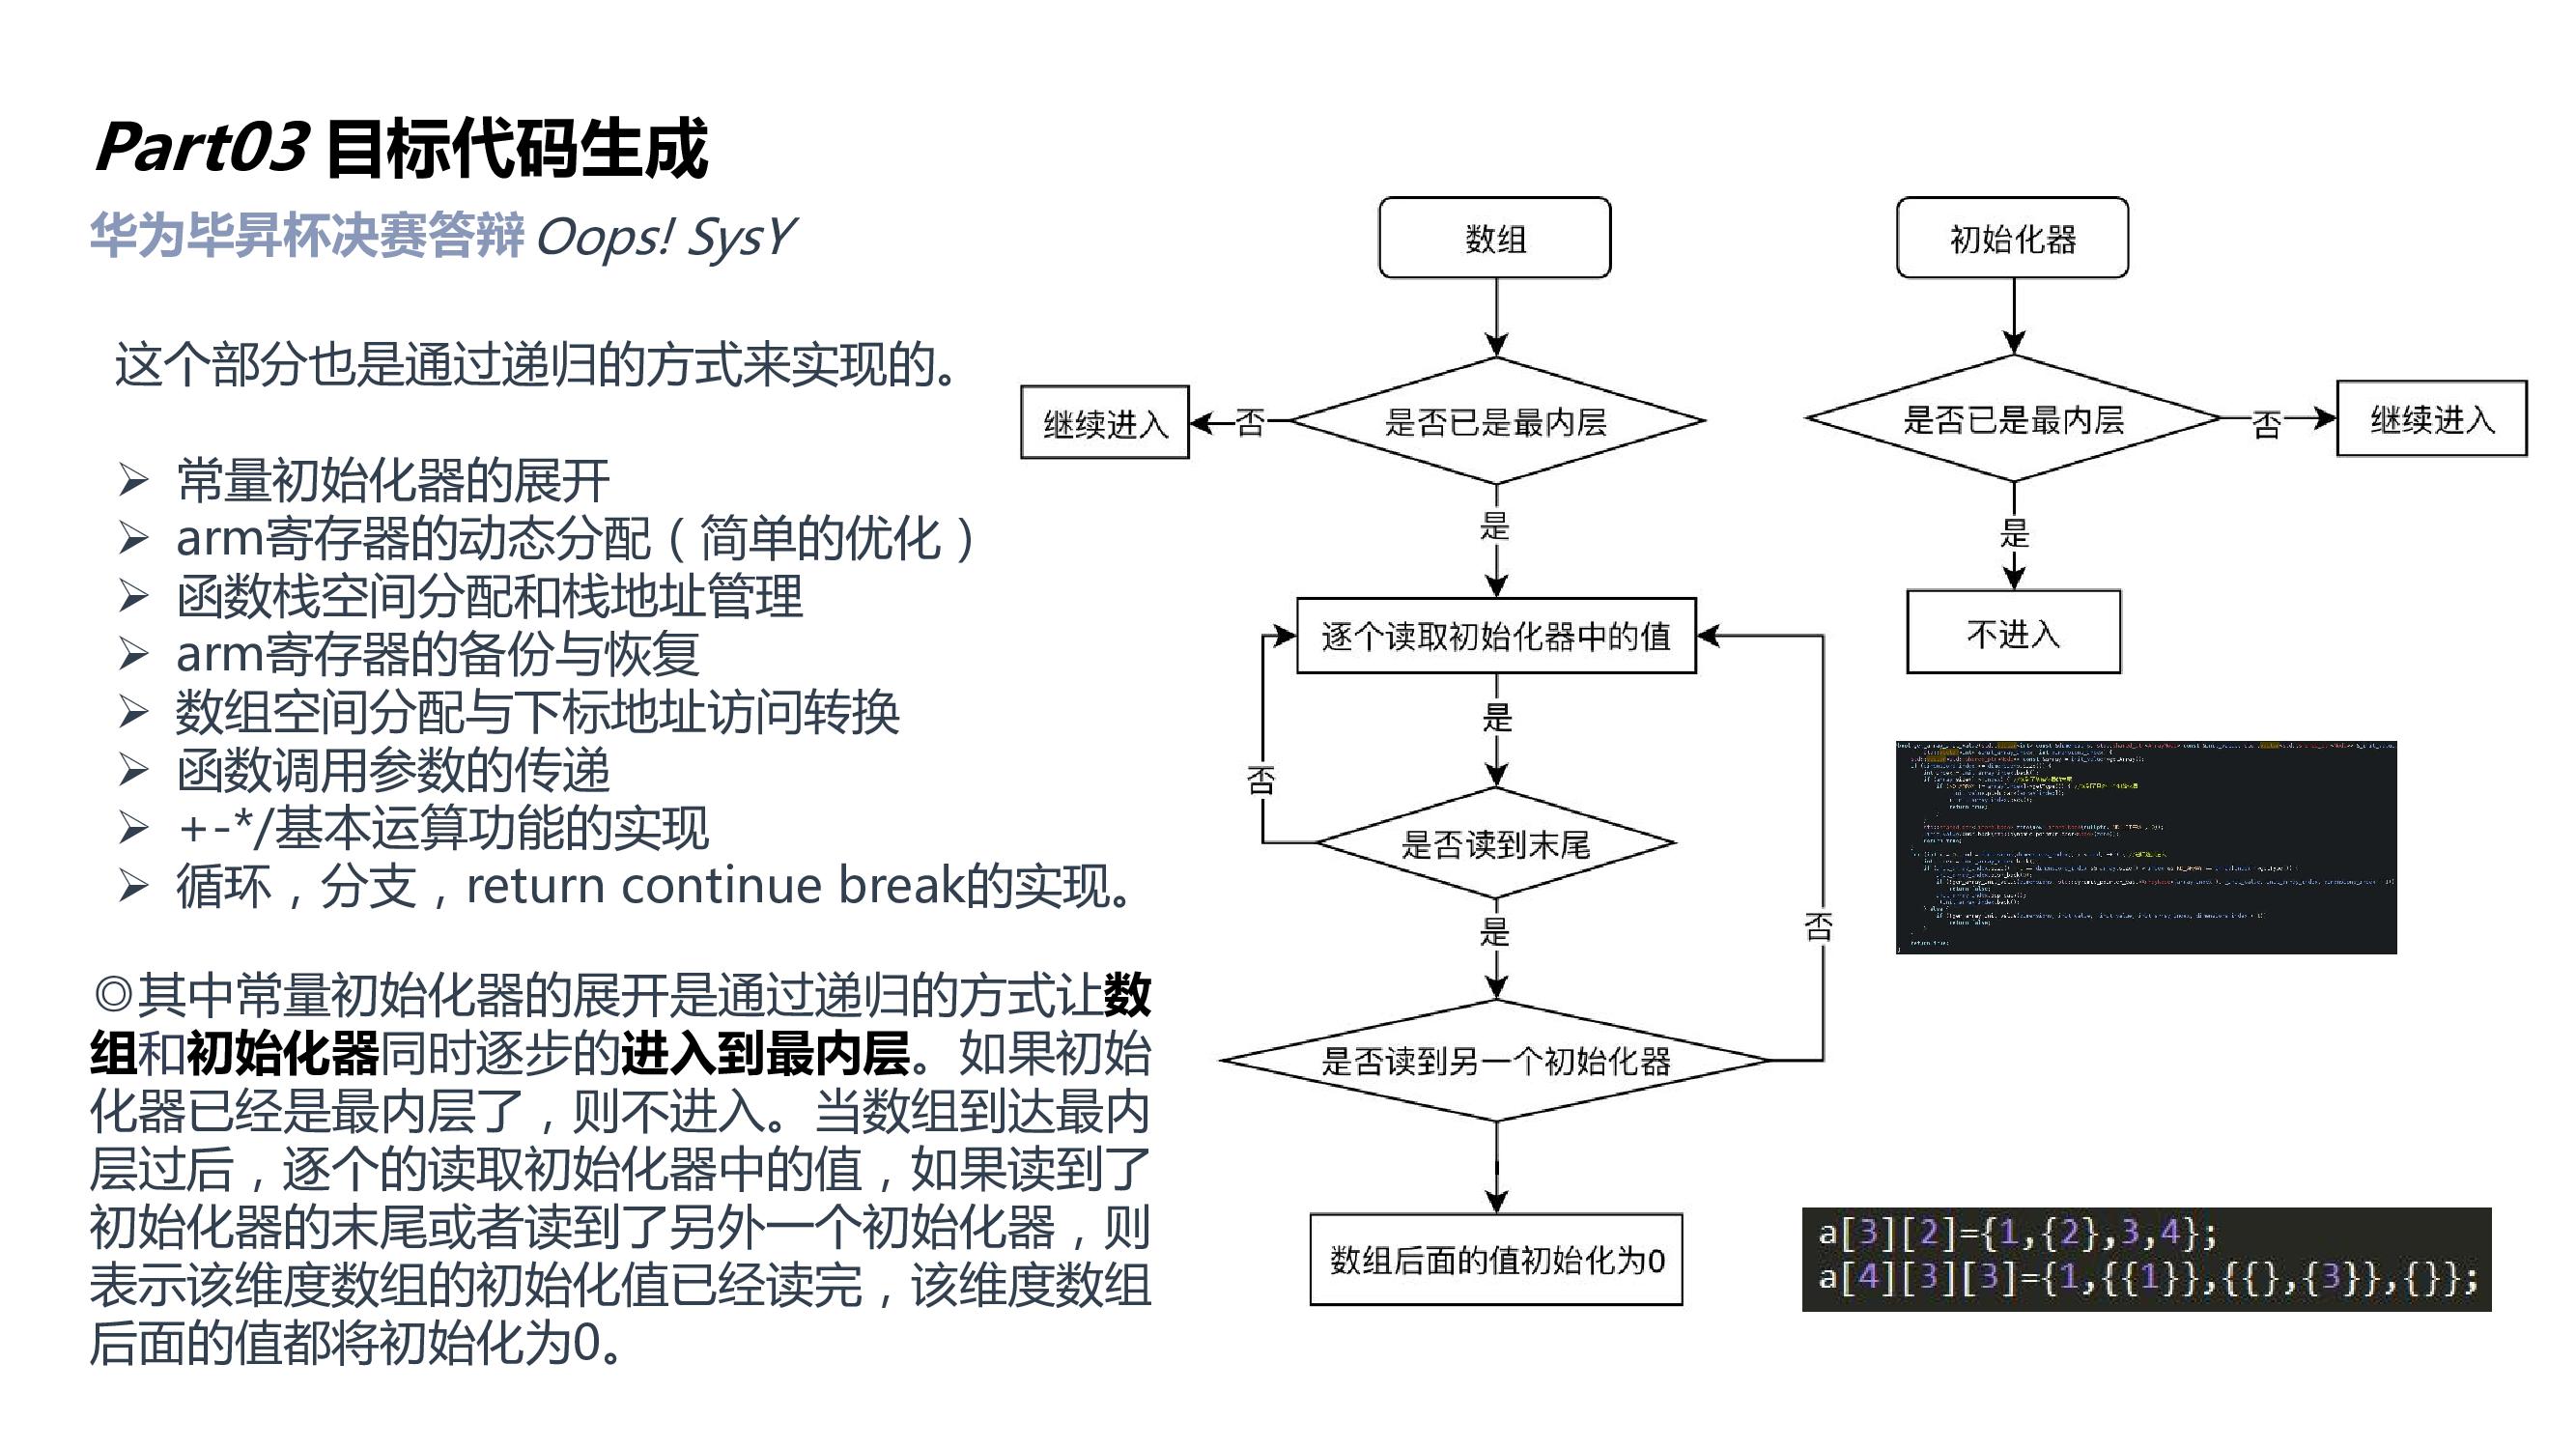 Part03 目标代码生成
华为毕昇杯决赛答辩 Oops! SysY
这个部分也是通过递归的方式来实现的。
➢ 常量初始化器的展开
➢ arm寄存器的动态分配（简单的优化）
➢ 函数栈空间分配和栈地址管理
➢ arm寄存器的备份与恢复
➢ 数组空间分配与下标地址访问转换
➢ 函数调用参数的传递
➢ +-*/基本运算功能的实现
➢ 循环，分支，return continue break的实现。
◎其中常量初始化器的展开是通过递归的方式让数
组和初始化器同时逐步的进入到最内层。如果初始
化器已经是最内层了，则不进入。当数组到达最内
层过后，逐个的读取初始化器中的值，如果读到了
初始化器的末尾或者读到了另外一个初始化器，则
表示该维度数组的初始化值已经读完，该维度数组
后面的值都将初始化为0。
数组
是否已是最内层
否
继续进入
是
逐个读取初始化器中的值
是
否
是否读到末尾
是
否
是否读到另一个初始化器
数组后面的值初始化为0
初始化器
是否已是最内层
否
继续进入
是
不进入
a[3][2]={1,{2},3,4};
a[4][3][3]={1,{{1}},{{},{3}},{}};